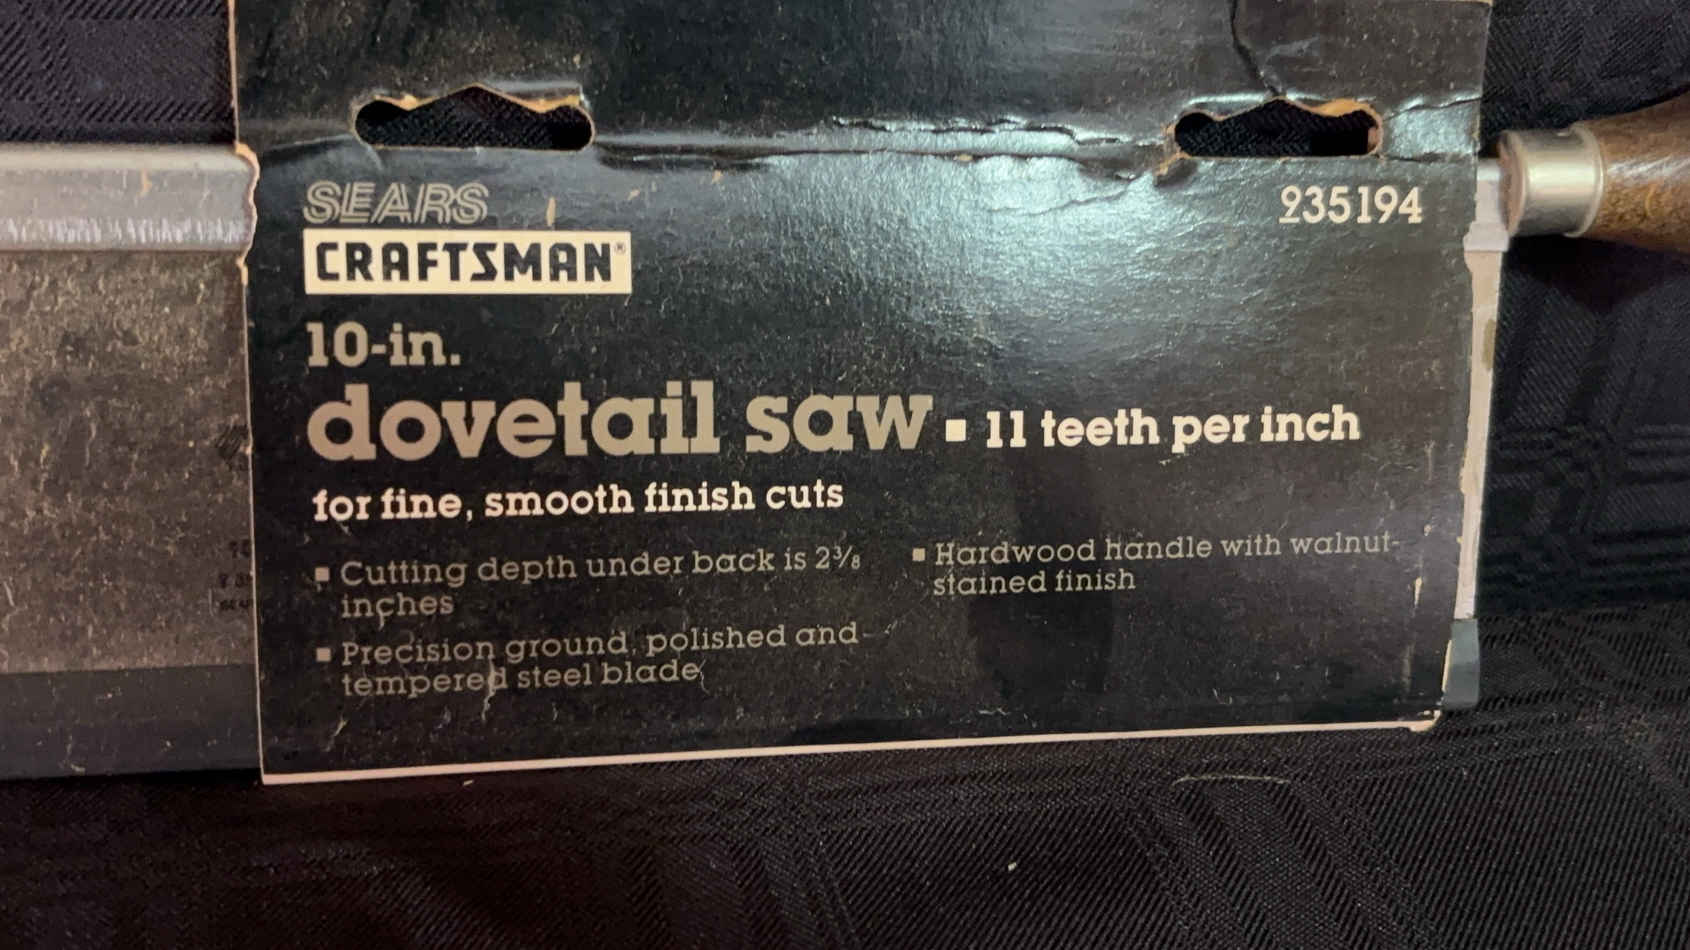 SEARS
CRAFTSMAN®
935194
10-in.
dovetail saw ▪ 11 teeth per inch
for fine, smooth finish cuts
▪ Cutting depth under back is 2⅜
inches
▪ Precision ground, polished and
tempered steel blade
▪ Hardwood handle with walnut-
stained finish